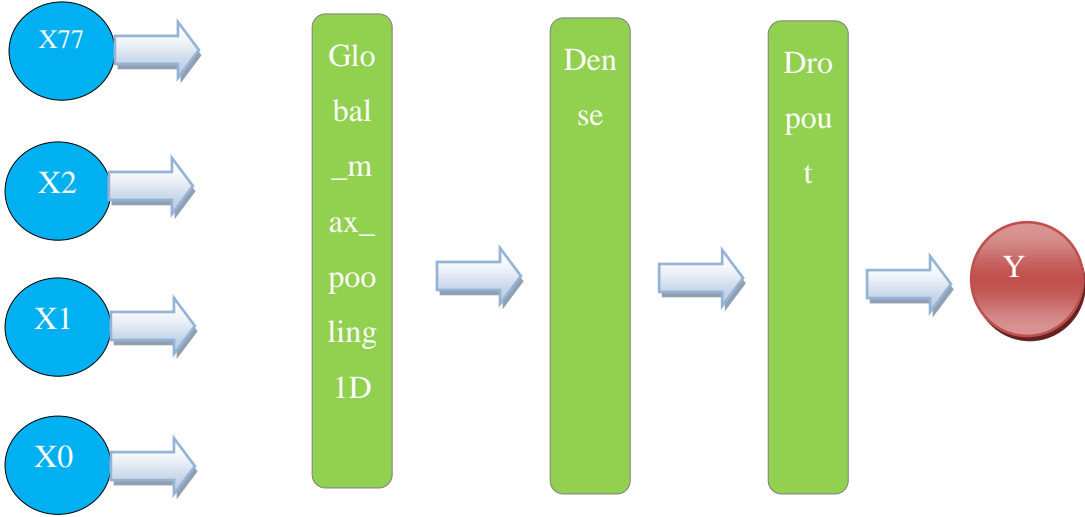 X77
X2
X1
X0
Glo
bal
_m
ax_
poo
ling
1D
Den
se
Dro
pou
t
Y